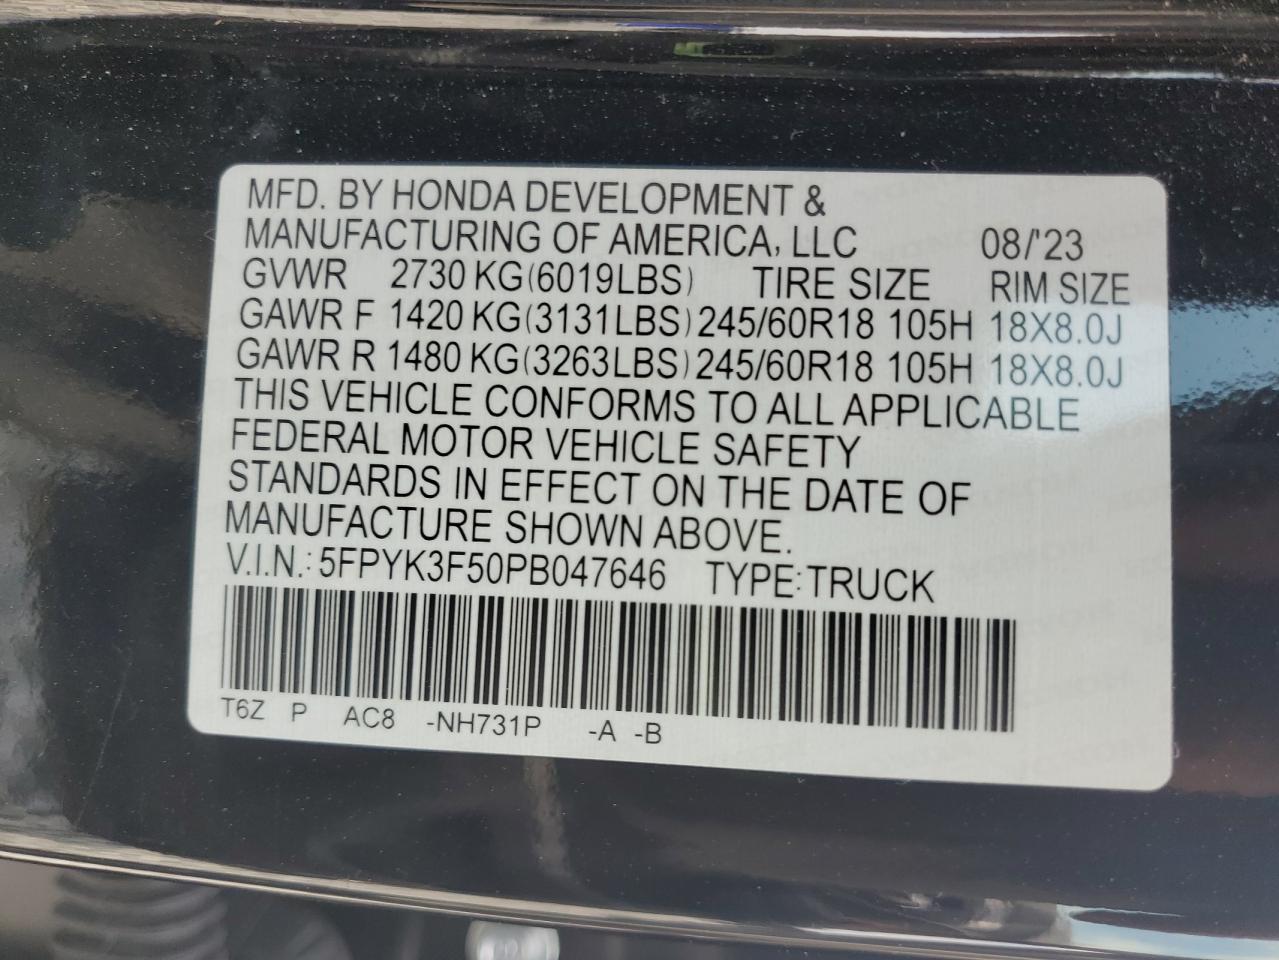 MFD. BY HONDA DEVELOPMENT &
MANUFACTURING OF AMERICA, LLC 08/'23
GVWR 2730 KG(6019LBS) TIRE SIZE RIM SIZE
GAWR F 1420 KG(3131LBS) 245/60R18 105H 18X8.0J
GAWR R 1480 KG(3263LBS) 245/60R18 105H 18X8.0J
THIS VEHICLE CONFORMS TO ALL APPLICABLE
FEDERAL MOTOR VEHICLE SAFETY
STANDARDS IN EFFECT ON THE DATE OF
MANUFACTURE SHOWN ABOVE.
V.I.N.: 5FPYK3F50PB047646 TYPE: TRUCK
T6Z P AC8 -NH731P -A -B